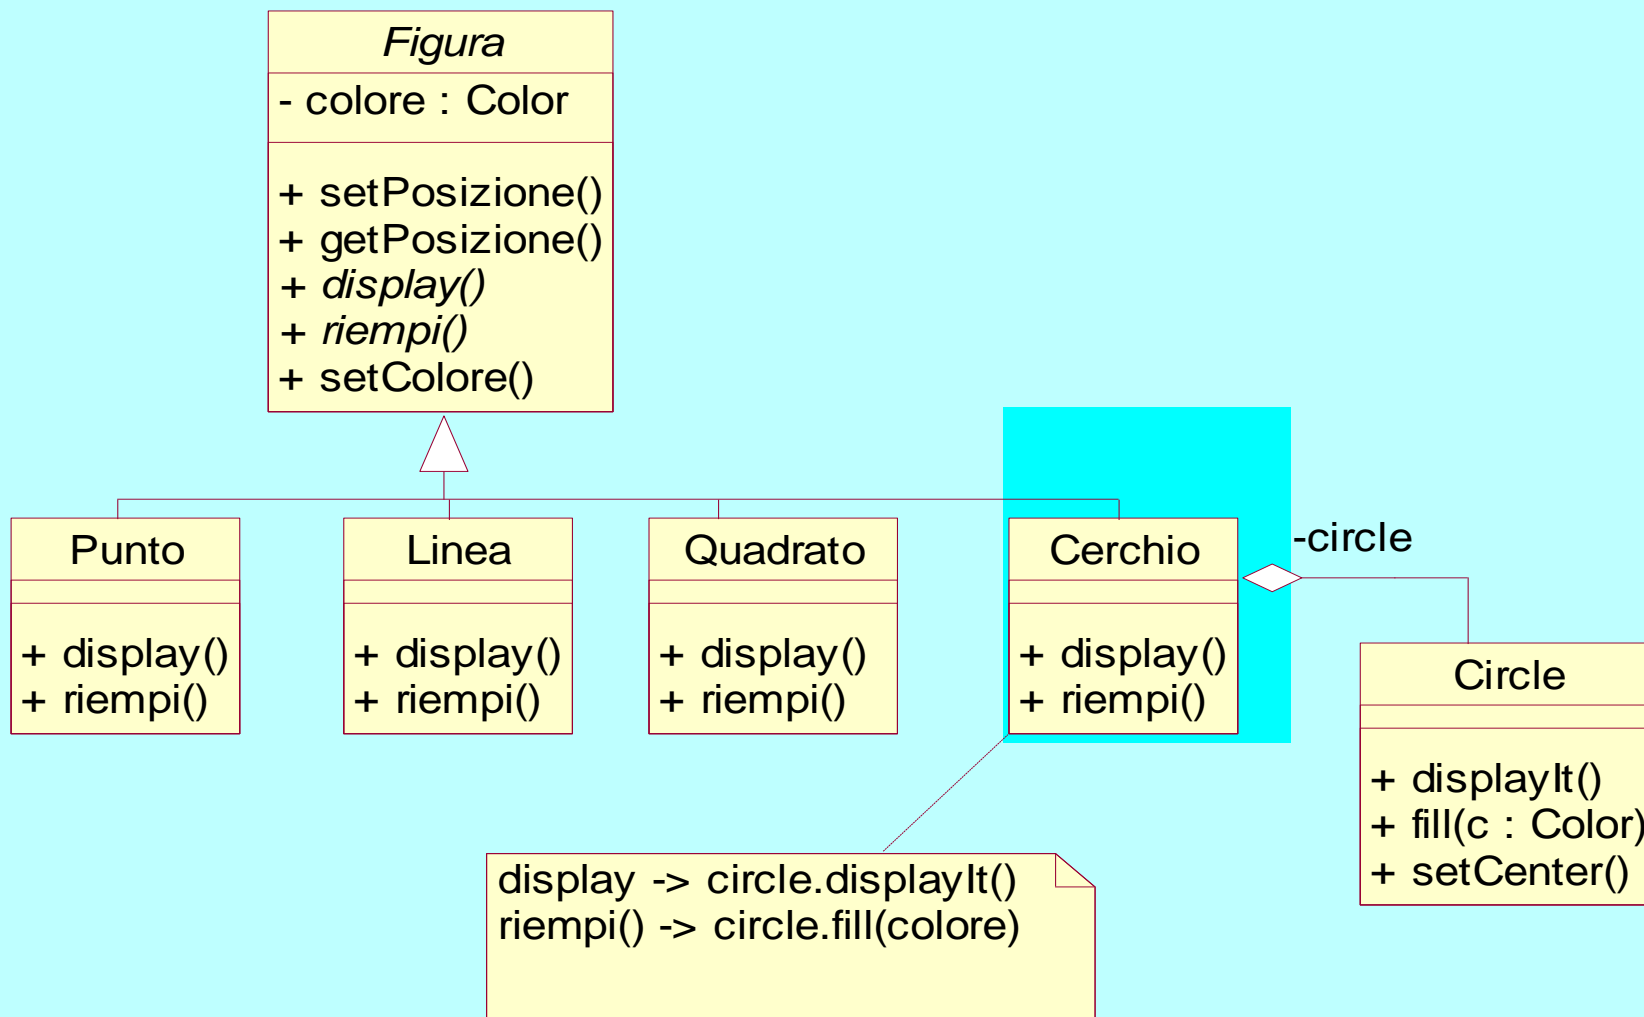 Figura
- colore : Color
+ setPosizione()
+ getPosizione()
+ display()
+ riempi()
+ setColore()
Punto
+ display()
+ riempi()
Linea
+ display()
+ riempi()
Quadrato
+ display()
+ riempi()
Cerchio
+ display()
+ riempi()
-circle
Circle
+ displayIt()
+ fill(c : Color)
+ setCenter()
display -> circle.displayIt()
riempi() -> circle.fill(colore)